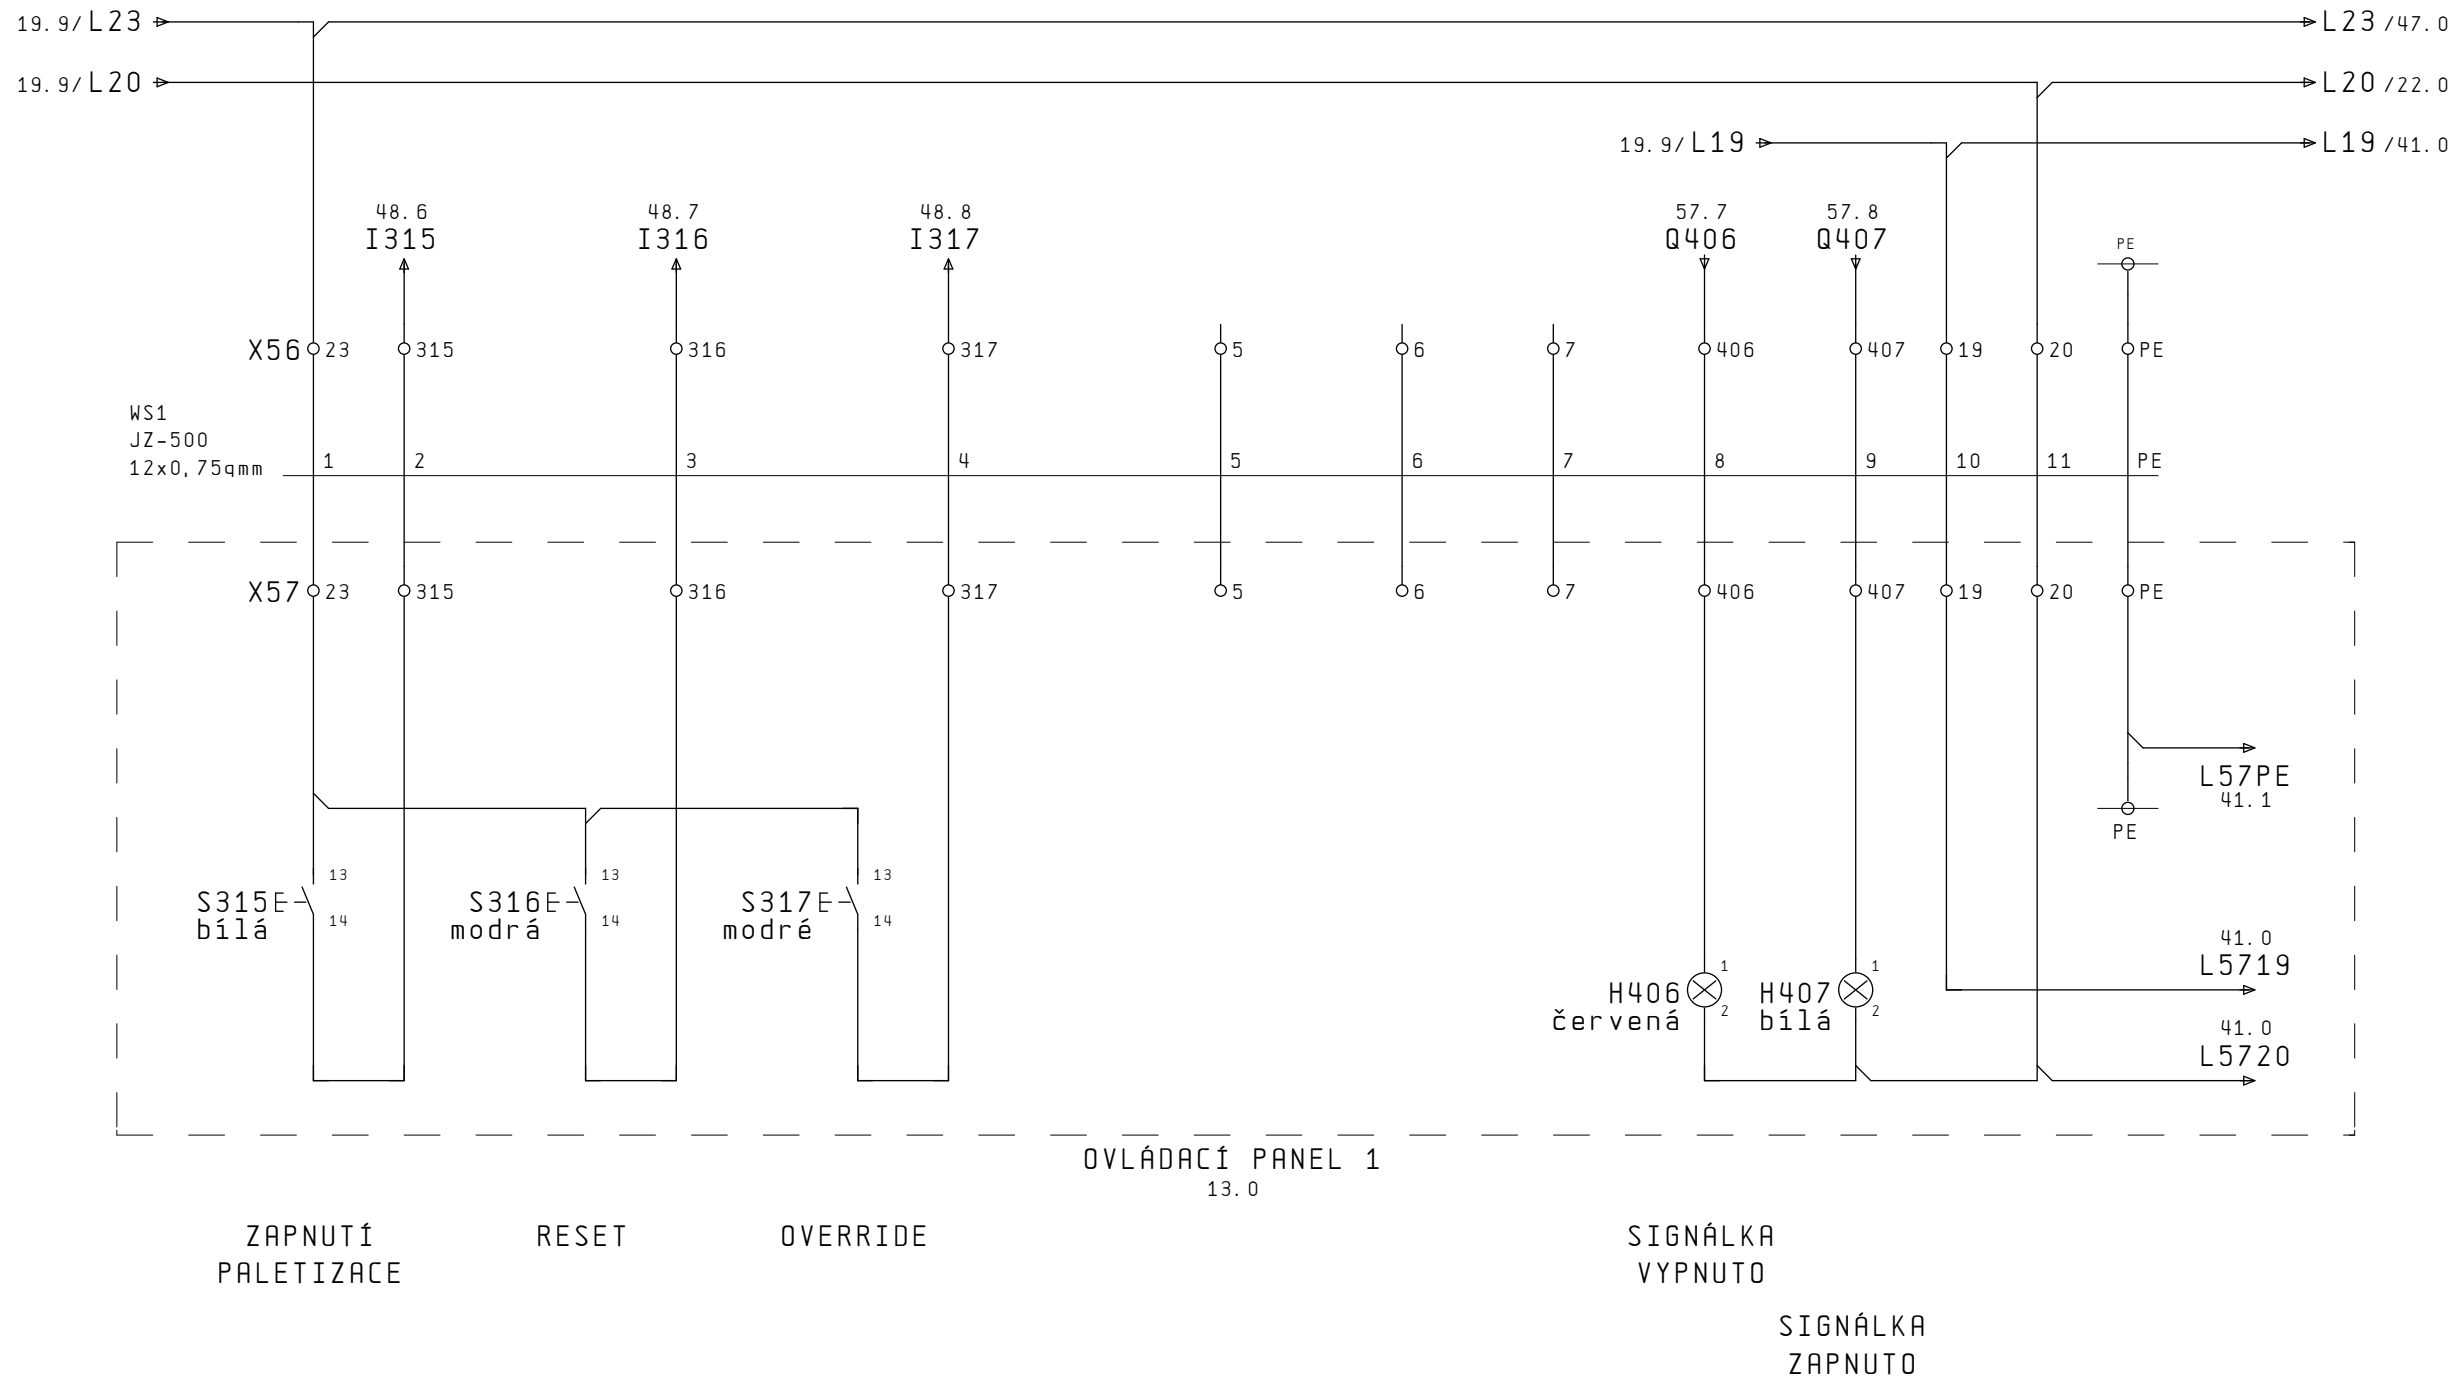 19.9/L23
L23/47.0
19.9/L20
L20/22.0
19.9/L19
L19/41.0
48.6
I315
48.7
I316
48.8
I317
57.7
Q406
57.8
Q407
PE
X56 23 315 316 317 5 6 7 406 407 19 20 PE
WS1
JZ-500
12x0,75qmm
1 2 3 4 5 6 7 8 9 10 11 PE
X57 23 315 316 317 5 6 7 406 407 19 20 PE
L57PE
41.1
PE
13
S315
14
bílá
13
S316
14
modrá
13
S317
14
modré
41.0
L5719
1
H406
2
červená
1
H407
2
bílá
41.0
L5720
OVLÁDACÍ PANEL 1
13.0
ZAPNUTÍ
PALETIZACE
RESET
OVERRIDE
SIGNÁLKA
VYPNUTO
SIGNÁLKA
ZAPNUTO